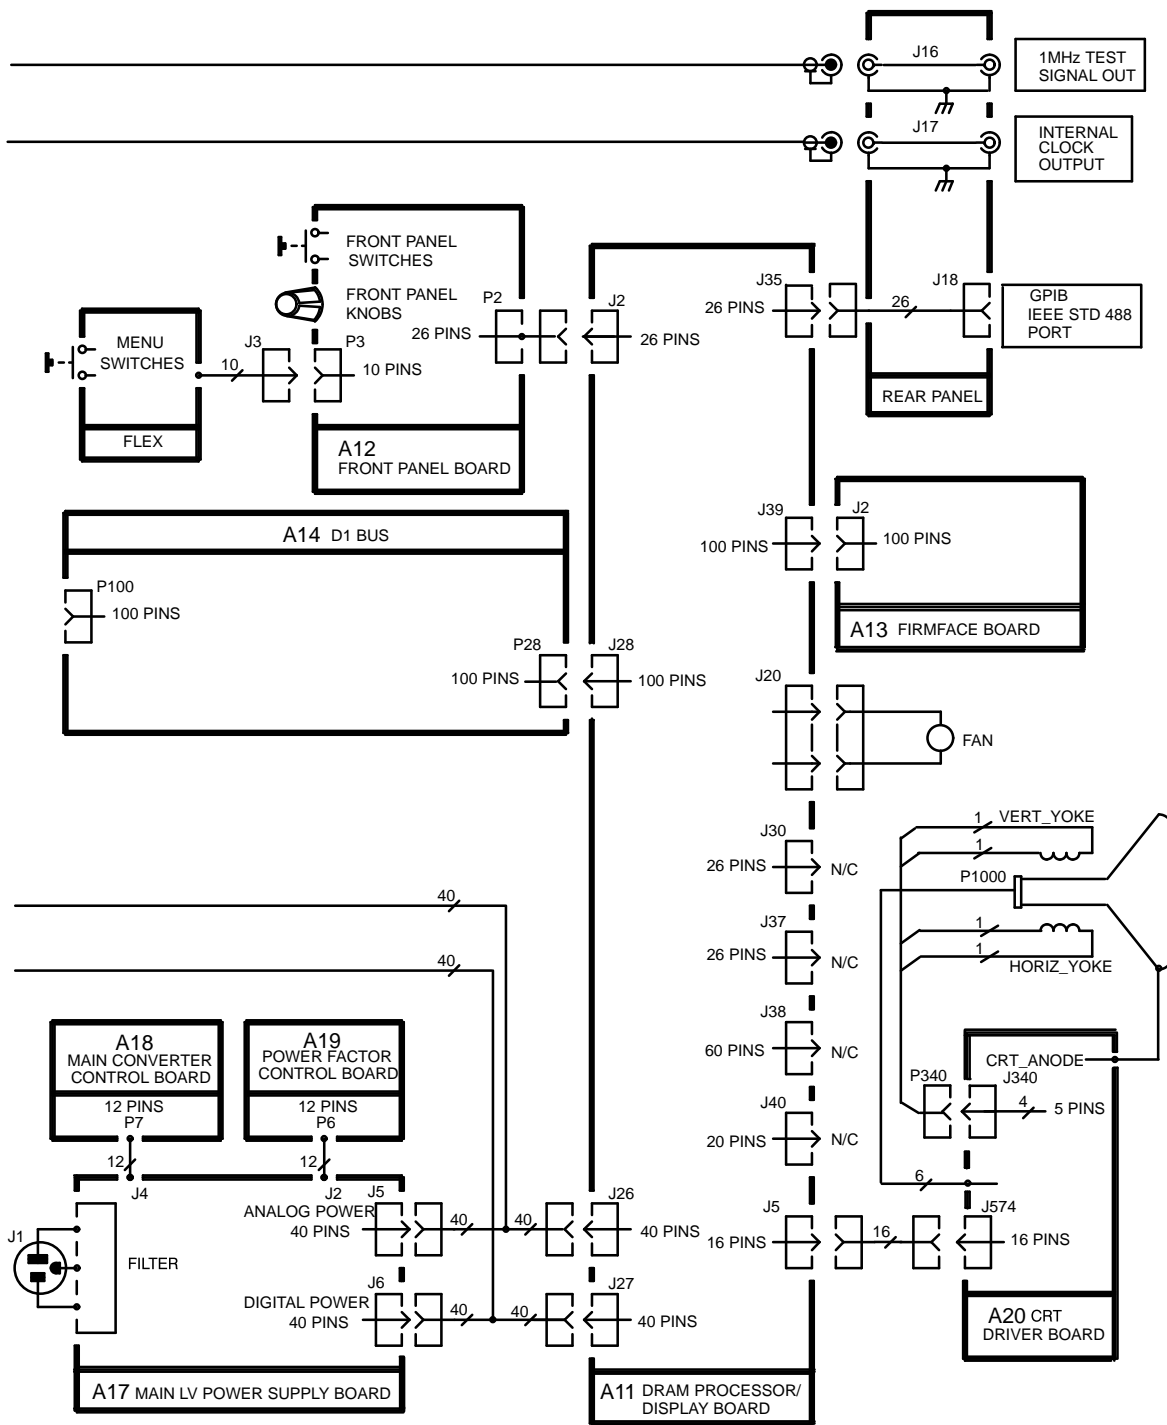 J16
1MHz TEST
SIGNAL OUT
J17
INTERNAL
CLOCK
OUTPUT
FRONT PANEL
SWITCHES
FRONT PANEL
KNOBS
P2
26 PINS
J2
26 PINS
J35
26 PINS
26
J18
GPIB
IEEE STD 488
PORT
REAR PANEL
MENU
SWITCHES
10
J3
P3
10 PINS
FLEX
A12
FRONT PANEL BOARD
A14 D1 BUS
P100
100 PINS
P28
100 PINS
J28
100 PINS
J39
100 PINS
J2
100 PINS
A13 FIRMFACE BOARD
J20
FAN
J30
26 PINS
N/C
J37
26 PINS
N/C
J38
60 PINS
N/C
J40
20 PINS
N/C
1
VERT_YOKE
1
P1000
1
1
HORIZ_YOKE
CRT_ANODE
P340
J340
4
5 PINS
6
J5
16 PINS
16
J574
16 PINS
A20 CRT
DRIVER BOARD
40
40
A18
MAIN CONVERTER
CONTROL BOARD
12 PINS
P7
12
J4
A19
POWER FACTOR
CONTROL BOARD
12 PINS
P6
12
J2
J5
ANALOG POWER
40 PINS
40
40
J26
40 PINS
J1
FILTER
J6
DIGITAL POWER
40 PINS
40
40
J27
40 PINS
A17 MAIN LV POWER SUPPLY BOARD
A11 DRAM PROCESSOR/
DISPLAY BOARD